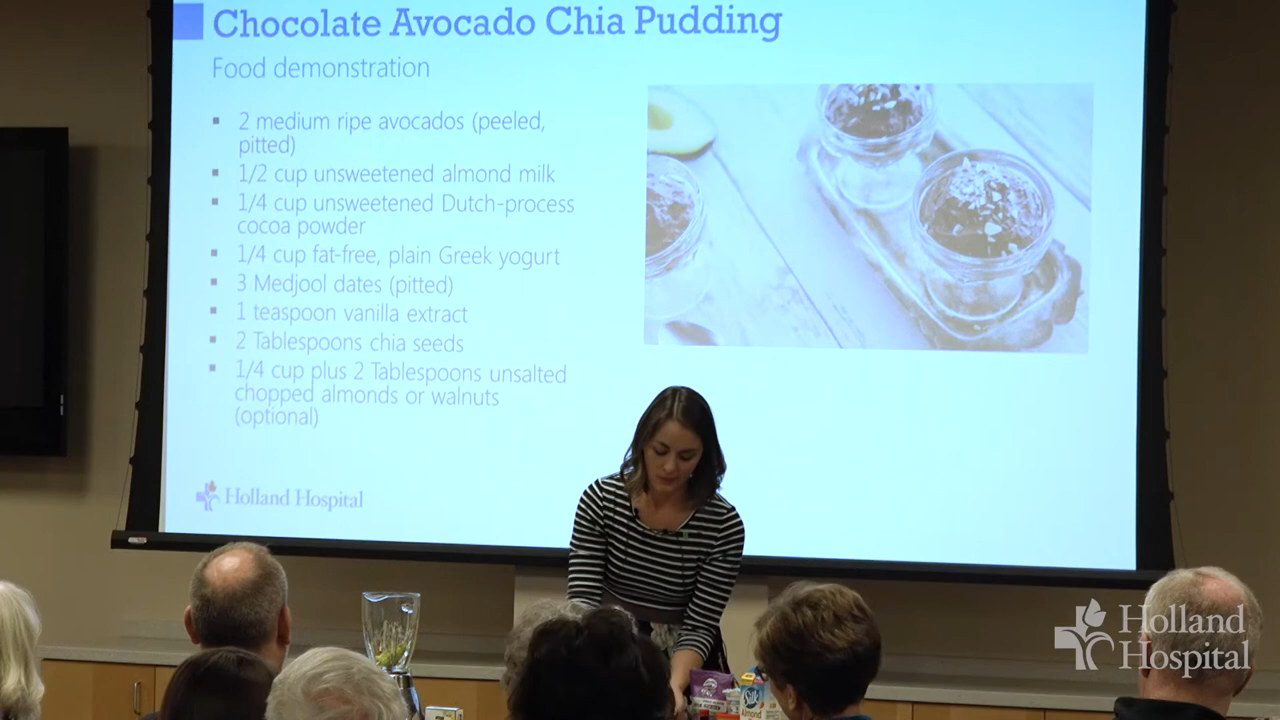 Chocolate Avocado Chia Pudding
Food demonstration
▪ 2 medium ripe avocados (peeled,
pitted)
▪ 1/2 cup unsweetened almond milk
▪ 1/4 cup unsweetened Dutch-process
cocoa powder
▪ 1/4 cup fat-free, plain Greek yogurt
▪ 3 Medjool dates (pitted)
▪ 1 teaspoon vanilla extract
▪ 2 Tablespoons chia seeds
▪ 1/4 cup plus 2 Tablespoons unsalted
chopped almonds or walnuts
(optional)
Holland Hospital
Silk
Almond
Holland
Hospital